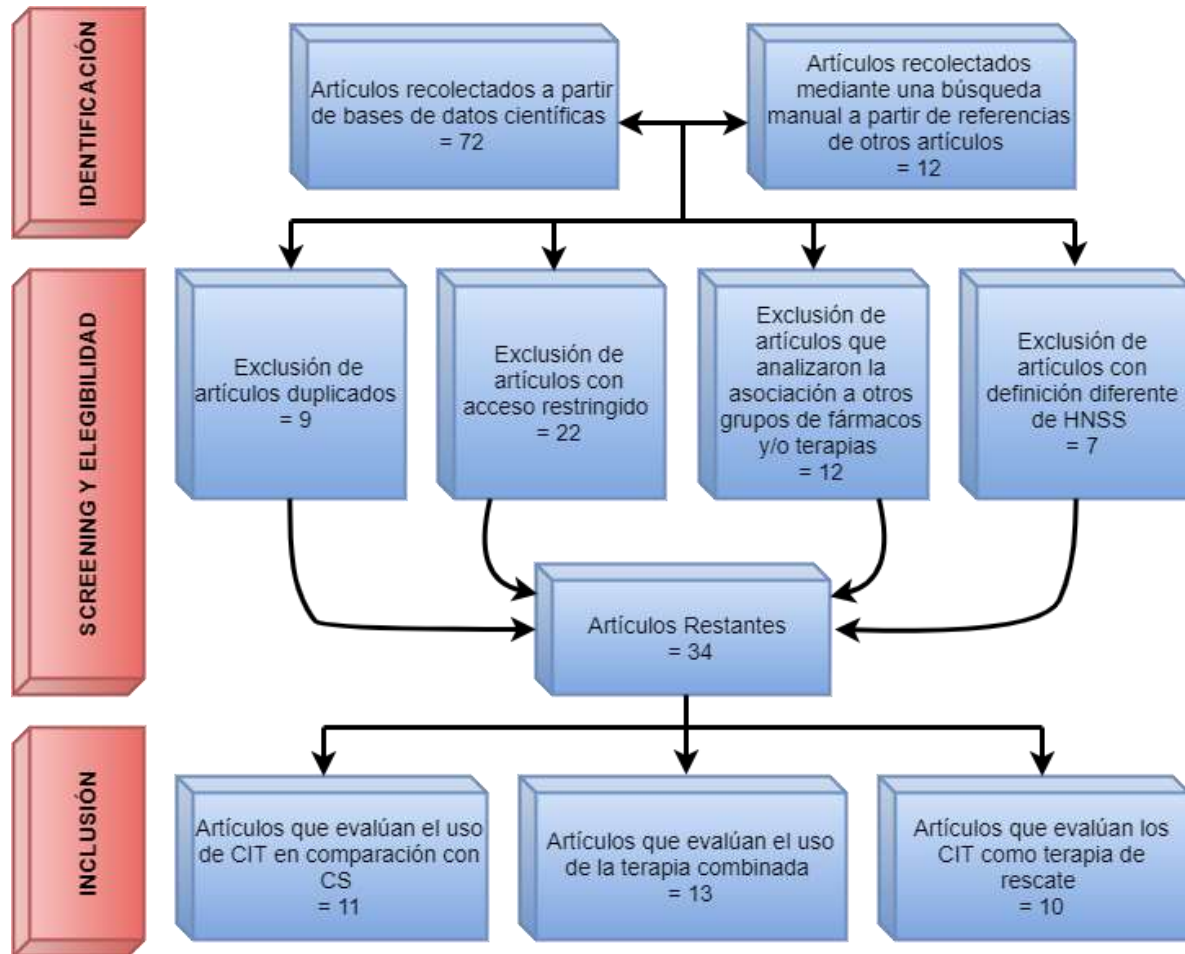 IDENTIFICACIÓN
Artículos recolectados a partir
de bases de datos científicas
= 72
Artículos recolectados
mediante una búsqueda
manual a partir de referencias
de otros artículos
= 12
SCREENING Y ELEGIBILIDAD
Exclusión de
artículos duplicados
= 9
Exclusión de
artículos con
acceso restringido
= 22
Exclusión de
artículos que
analizaron la
asociación a otros
grupos de fármacos
y/o terapias
= 12
Exclusión de
artículos con
definición diferente
de HNSS
= 7
Artículos Restantes
= 34
INCLUSIÓN
Artículos que evalúan el uso
de CIT en comparación con
CS
= 11
Artículos que evalúan el uso
de la terapia combinada
= 13
Artículos que evalúan los
CIT como terapia de
rescate
= 10